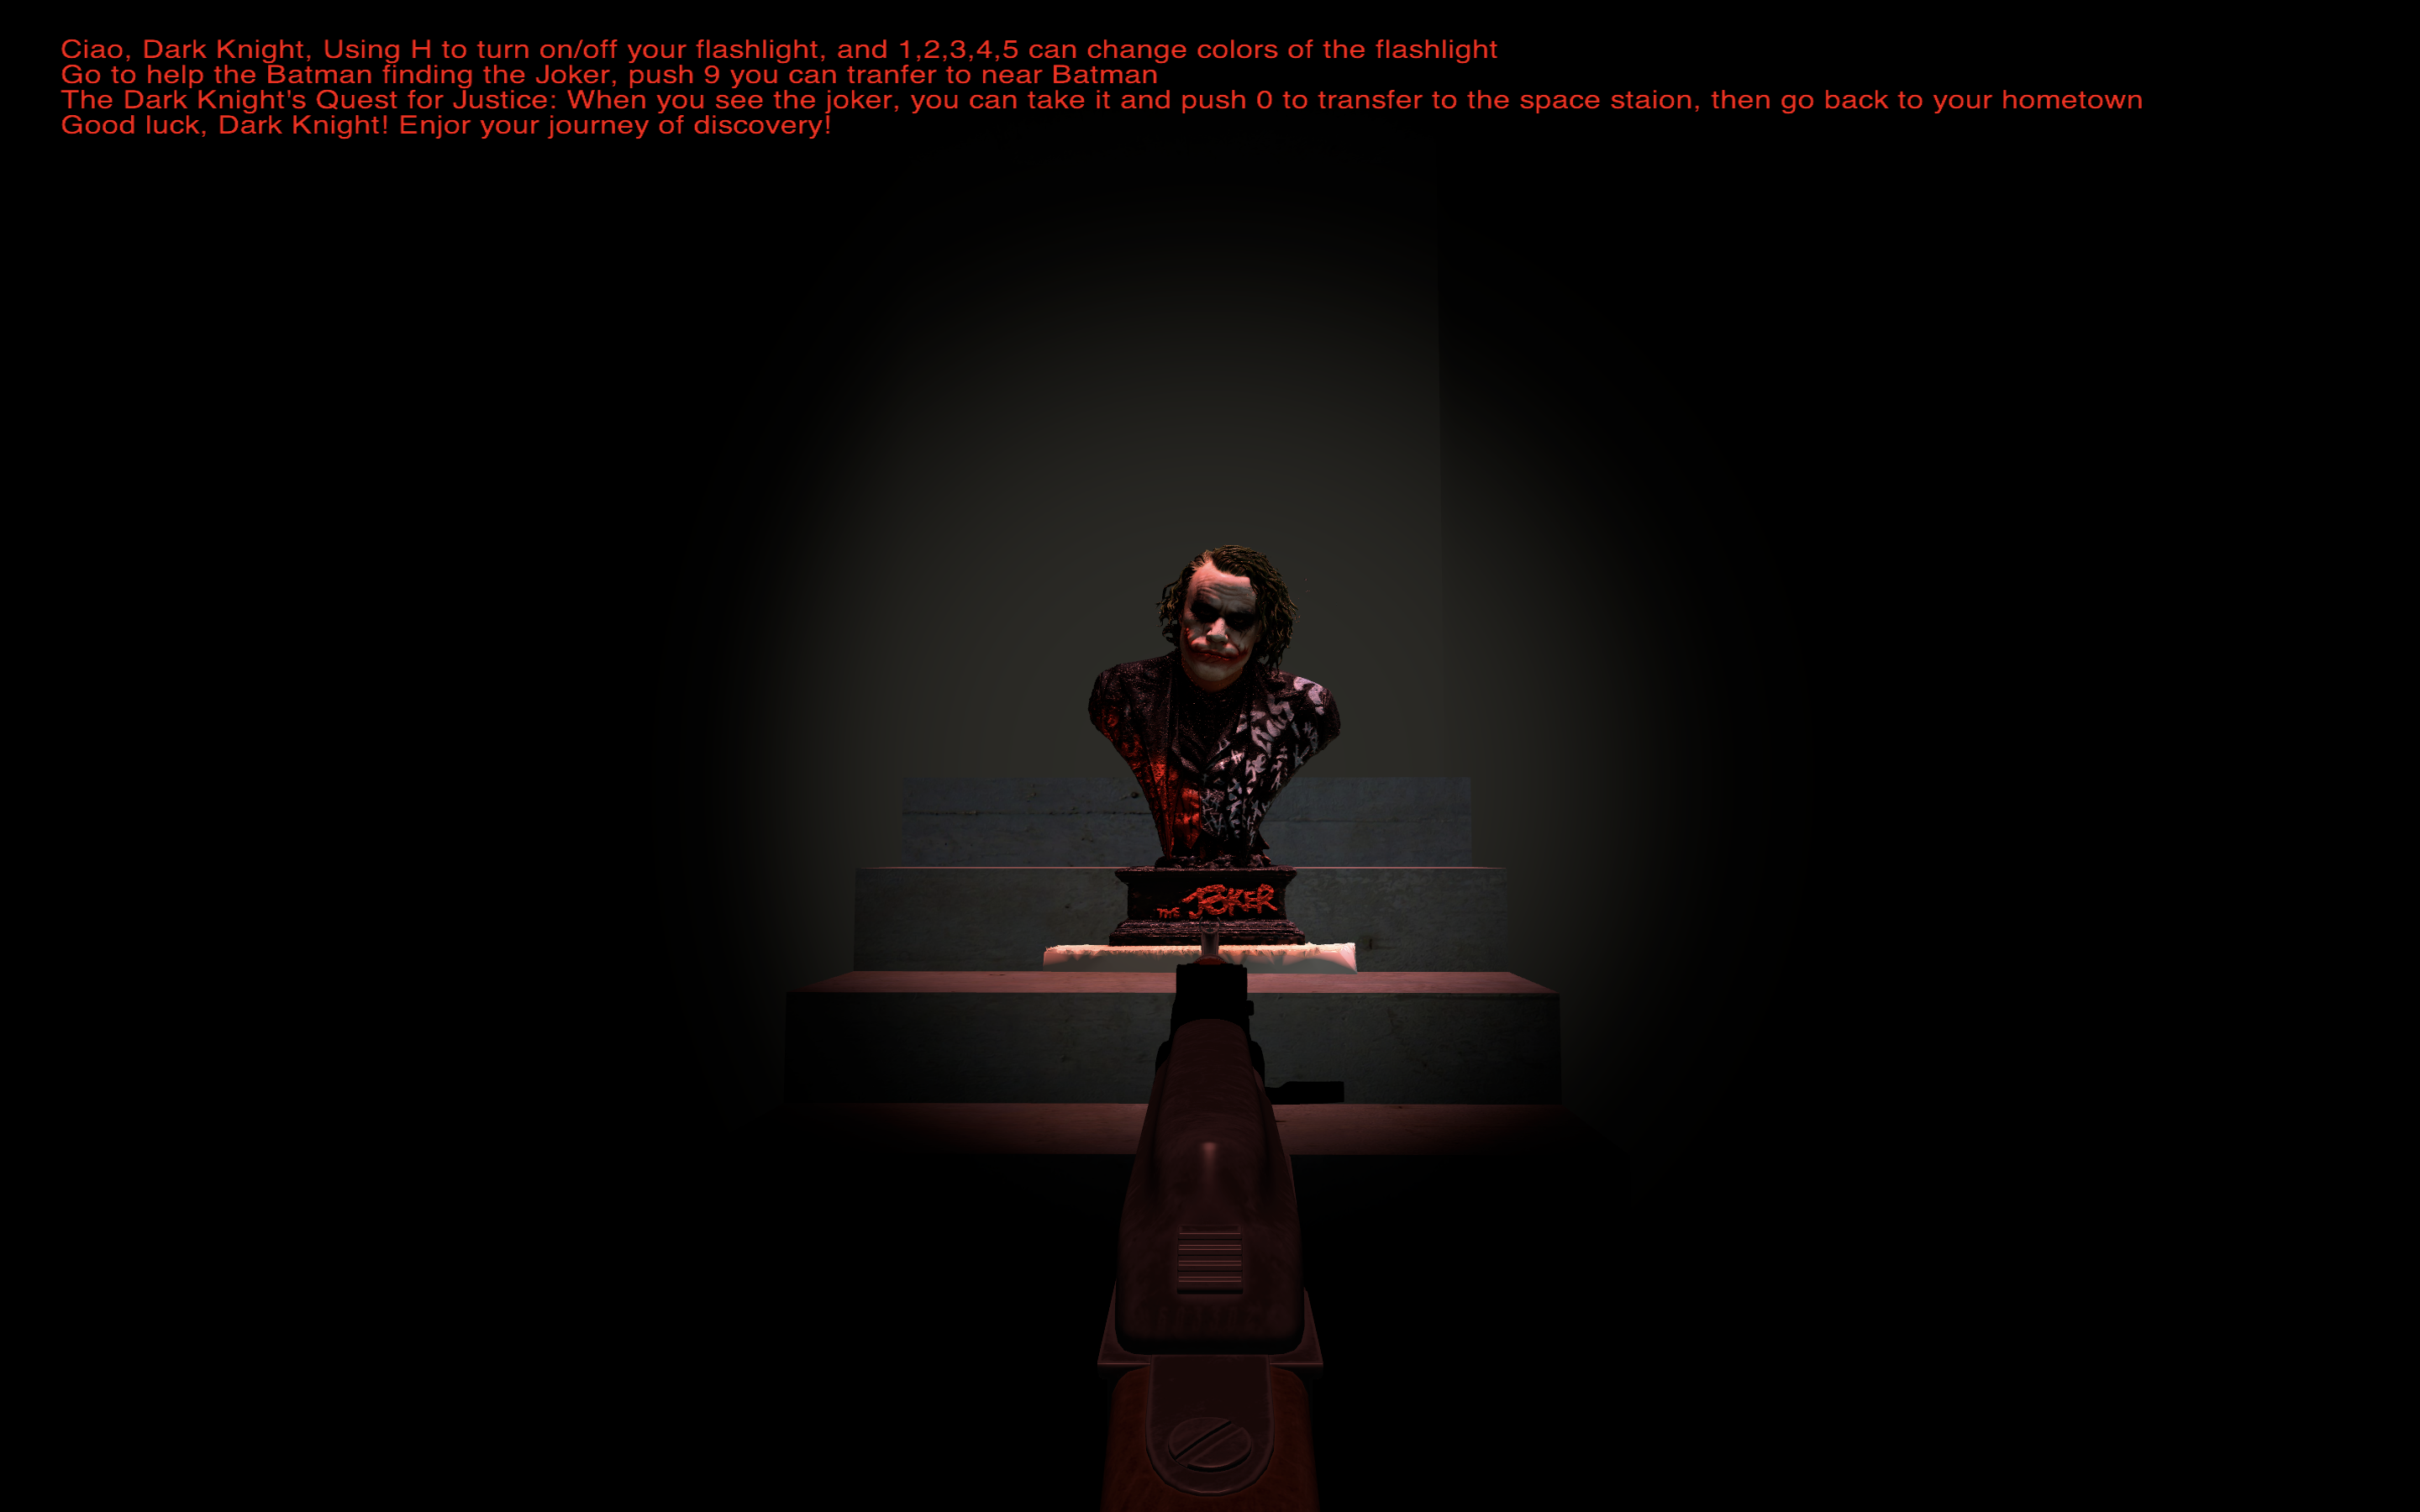 Ciao, Dark Knight, Using H to turn on/off your flashlight, and 1,2,3,4,5 can change colors of the flashlight
Go to help the Batman finding the Joker, push 9 you can tranfer to near Batman
The Dark Knight's Quest for Justice: When you see the joker, you can take it and push 0 to transfer to the space staion, then go back to your hometown
Good luck, Dark Knight! Enjor your journey of discovery!
THE JOKER